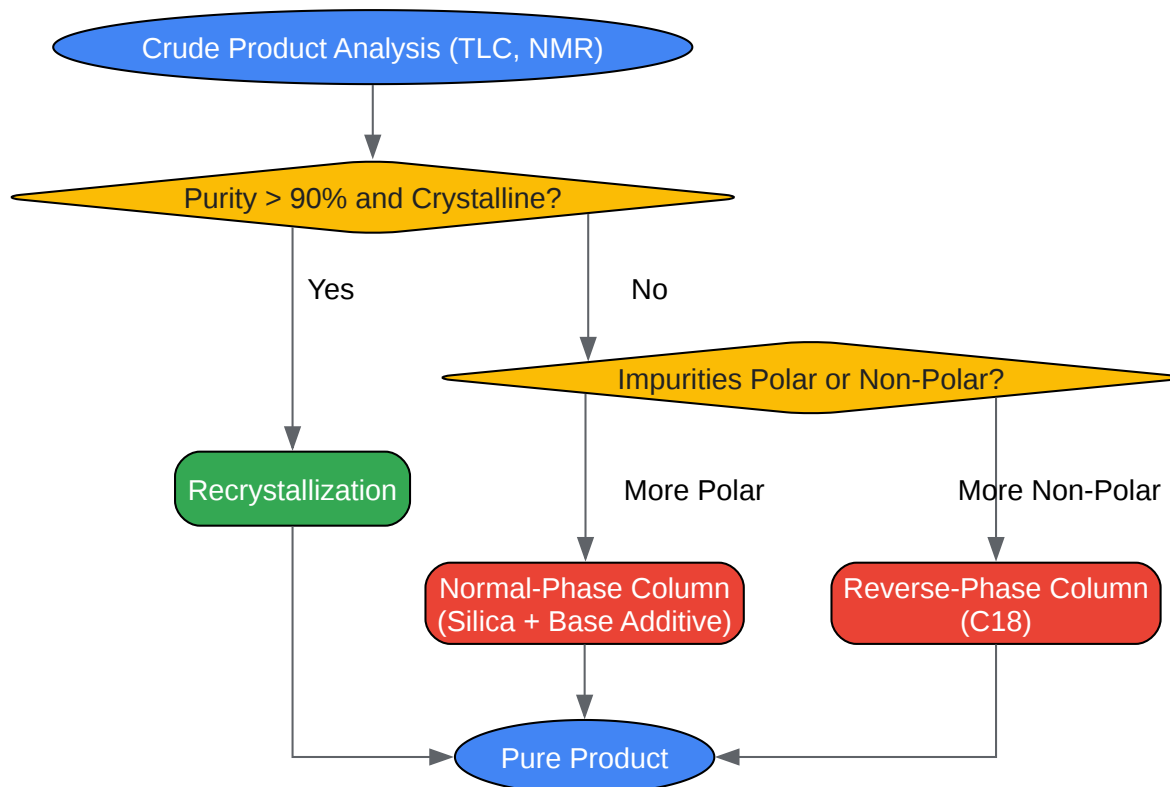 Crude Product Analysis (TLC, NMR)
Purity > 90% and Crystalline?
Yes
No
Impurities Polar or Non-Polar?
Recrystallization
More Polar
More Non-Polar
Normal-Phase Column
(Silica + Base Additive)
Reverse-Phase Column
(C18)
Pure Product